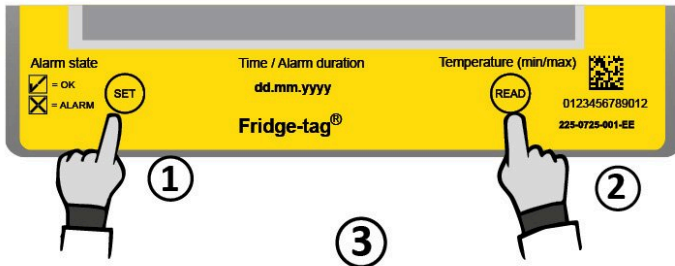 Alarm state
= OK
= ALARM
SET
Time / Alarm duration
dd.mm.yyyy
Fridge-tag®
Temperature (min/max)
READ
0123456789012
225-0725-001-EE
1
2
3